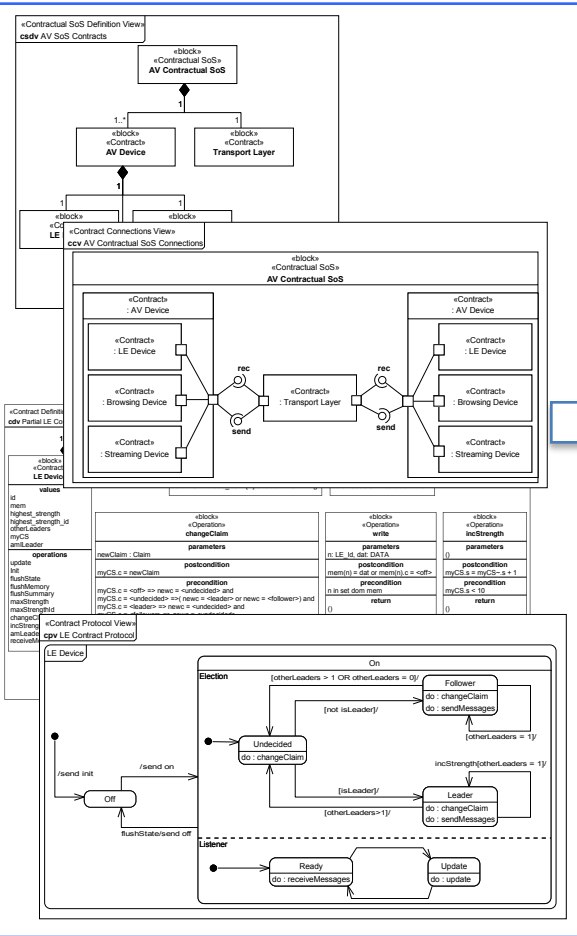 «Contractual SoS Definition View»
csdv AV SoS Contracts
«block»
«Contractual SoS»
AV Contractual SoS
1
1..*
1
«block»
«Contract»
AV Device
«block»
«Contract»
Transport Layer
1
1
1
«block»
«block»
LE
«Contract Connections View»
ccv AV Contractual SoS Connections
«block»
«Contractual SoS»
AV Contractual SoS
«Contract»
: AV Device
«Contract»
: LE Device
«Contract»
: Browsing Device
«Contract»
: Streaming Device
rec
send
«Contract»
: Transport Layer
rec
send
«Contract»
: AV Device
«Contract»
: LE Device
«Contract»
: Browsing Device
«Contract»
: Streaming Device
«Contract
cdv Partial LE Co
1
«block»
«Contract
LE Devic
values
id
mem
highest_strength
highest_strength_id
otherLeaders
myCS
amILeader
operations
update
Init
flushState
flushMemory
flushSummary
maxStrength
maxStrengthId
changeC
incStreng
amLeade
receiveM
«block»
«Operation»
changeClaim
parameters
newClaim : Claim
postcondition
myCS.c = newClaim
precondition
myCS.c = <off> => newc = <undecided> and
myCS.c = <undecided> =>( newc = <leader> or newc = <follower>) and
myCS.c = <leader> => newc = <undecided> and
«block»
«Operation»
write
parameters
n: LE_Id, dat: DATA
postcondition
mem(n) = dat or mem(n).c = <off>
precondition
n in set dom mem
return
()
«block»
«Operation»
incStrength
parameters
()
postcondition
myCS.s = myCS~.s + 1
precondition
myCS.s < 10
return
()
«Contract Protocol View»
cpv LE Contract Protocol
LE Device
On
Election
[otherLeaders > 1 OR otherLeaders = 0]/
Follower
do : changeClaim
do : sendMessages
[not isLeader]/
[otherLeaders = 1]/
Undecided
do : changeClaim
/send on
/send init
Off
flushState/send off
incStrength[otherLeaders = 1]/
[isLeader]/
Leader
do : changeClaim
do : sendMessages
[otherLeaders>1]/
Listener
Ready
do : receiveMessages
Update
do : update